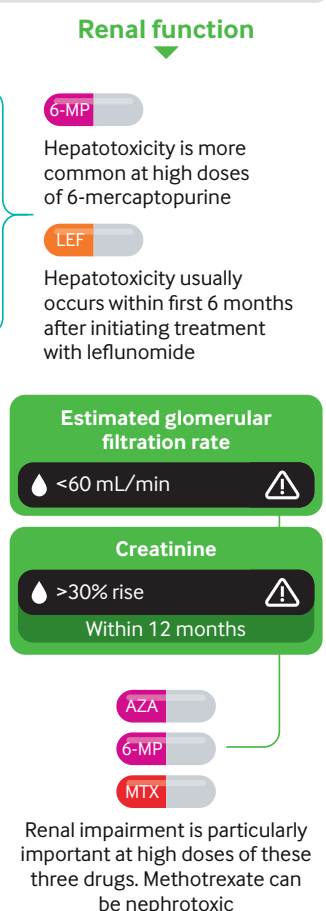 Renal function
6-MP
Hepatotoxicity is more
common at high doses
of 6-mercaptopurine
LEF
Hepatotoxicity usually
occurs within first 6 months
after initiating treatment
with leflunomide
Estimated glomerular
filtration rate
<60 mL/min
Creatinine
>30% rise
Within 12 months
AZA
6-MP
MTX
Renal impairment is particularly
important at high doses of these
three drugs. Methotrexate can
be nephrotoxic